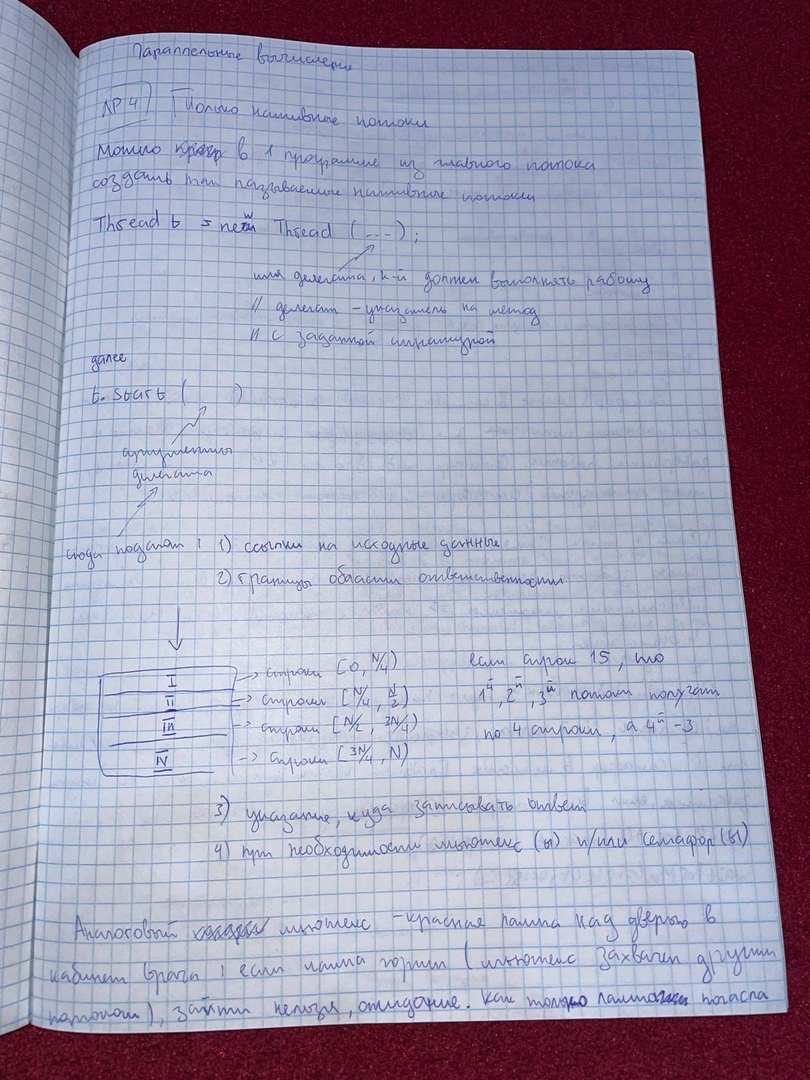 Параллельные вычисления
ЛР 4 Только нативные потоки
Можно в 1 программе из главного потока
создать так называемые нативные потоки
Thread t = new Thread (---);
имя делегата, к-й должен выполнять работу
// делегат - указатель на метод
// с заданной сигнатурой
далее
t. Start (    )
аргументы
делегата
сюда подают : 1) ссылки на исходные данные
2) границы области ответственности
I -> строки [0, N/4) если строк 15, то
II -> строки [N/4, N/2) 1й, 2й, 3й потоки получат
III -> строки [N/2, 3N/4) по 4 строки, а 4й - 3
IV -> строки [3N/4, N)
3) указание, куда записывать ответ
4) при необходимости мьютекс (ы) и/или семафор (ы)
Аналоговый мьютекс - красная лампа над дверью в
кабинет врача : если лампа горит (мьютекс захвачен другим
потоком), зайти нельзя, ожидание. Как только лампочка погасла